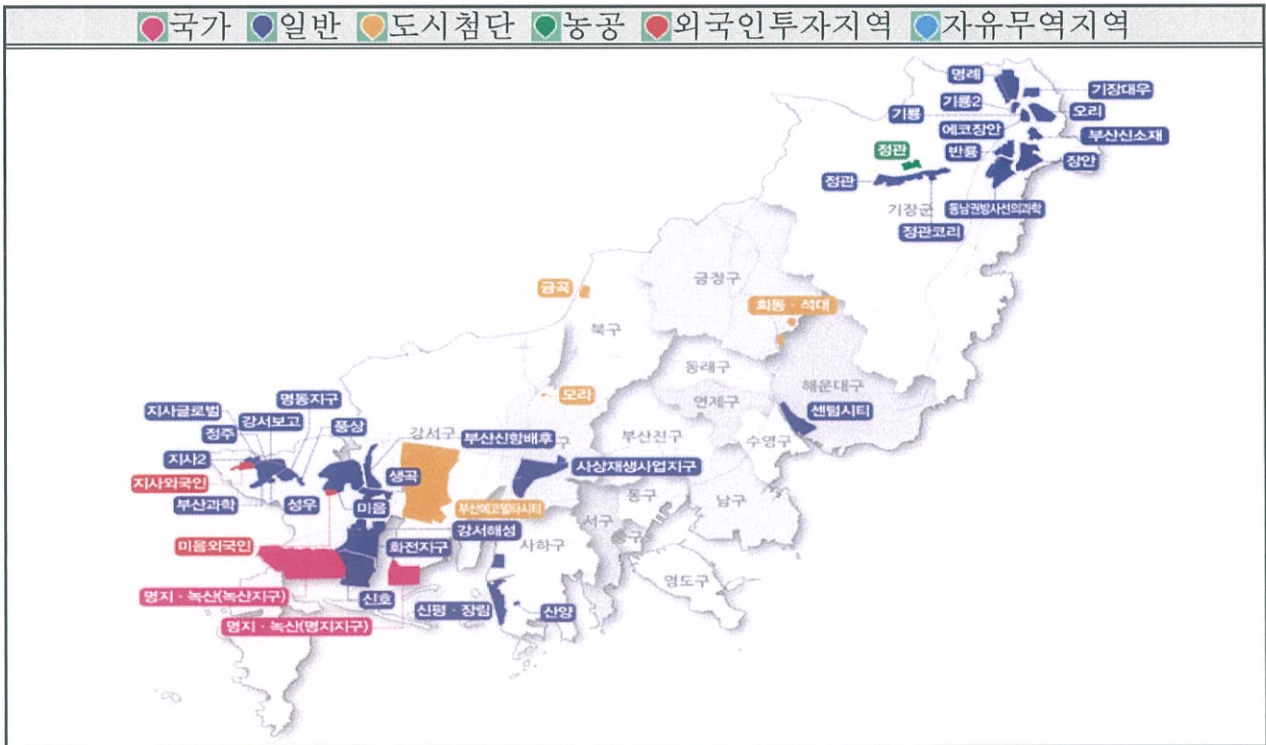 국가 일반 도시첨단 농공 외국인투자지역 자유무역지역
명례
기장대우
기룡2
기룡
오리
에코장안
부산신소재
정관
반룡
장안
정관
기장군
동남권방사선의과학
정관코리
금정구
금곡
회동·석대
북구
동래구
해운대구
모라
연제구
센텀시티
명동지구
지사글로벌
강서보고
정주
풍상
강서구
부산신항배후
구
부산진구
수영구
지사2
사상재생사업지구
생곡
지사외국인
동구
남구
부산과학
성우
미음
부산에코델타시티
서구
강서해성
중구
사하구
미음외국인
화전지구
영도구
명지·녹산(녹산지구)
신호
신평·장림
산양
명지·녹산(명지지구)